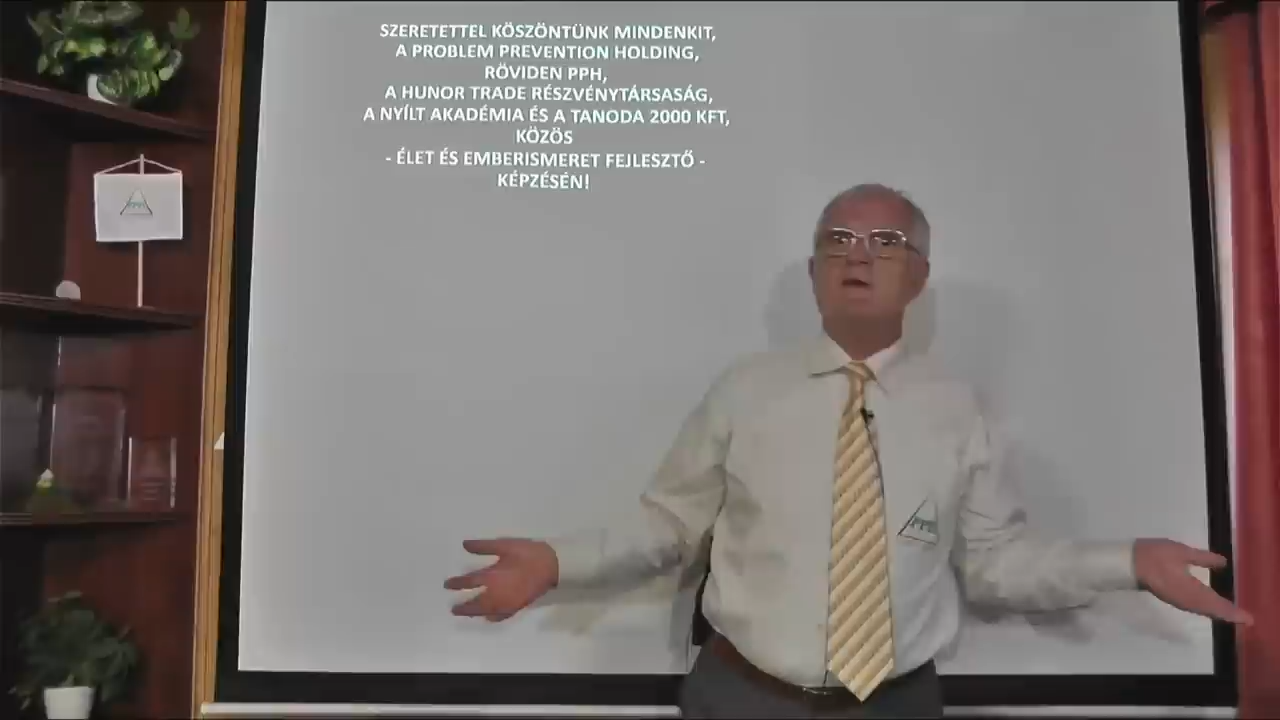 SZERETETTEL KÖSZÖNTÜNK MINDENKIT,
A PROBLEM PREVENTION HOLDING,
RÖVIDEN PPH,
A HUNOR TRADE RÉSZVÉNYTÁRSASÁG,
A NYÍLT AKADÉMIA ÉS A TANODA 2000 KFT,
KÖZÖS
- ÉLET ÉS EMBERISMERET FEJLESZTŐ -
KÉPZÉSÉN!